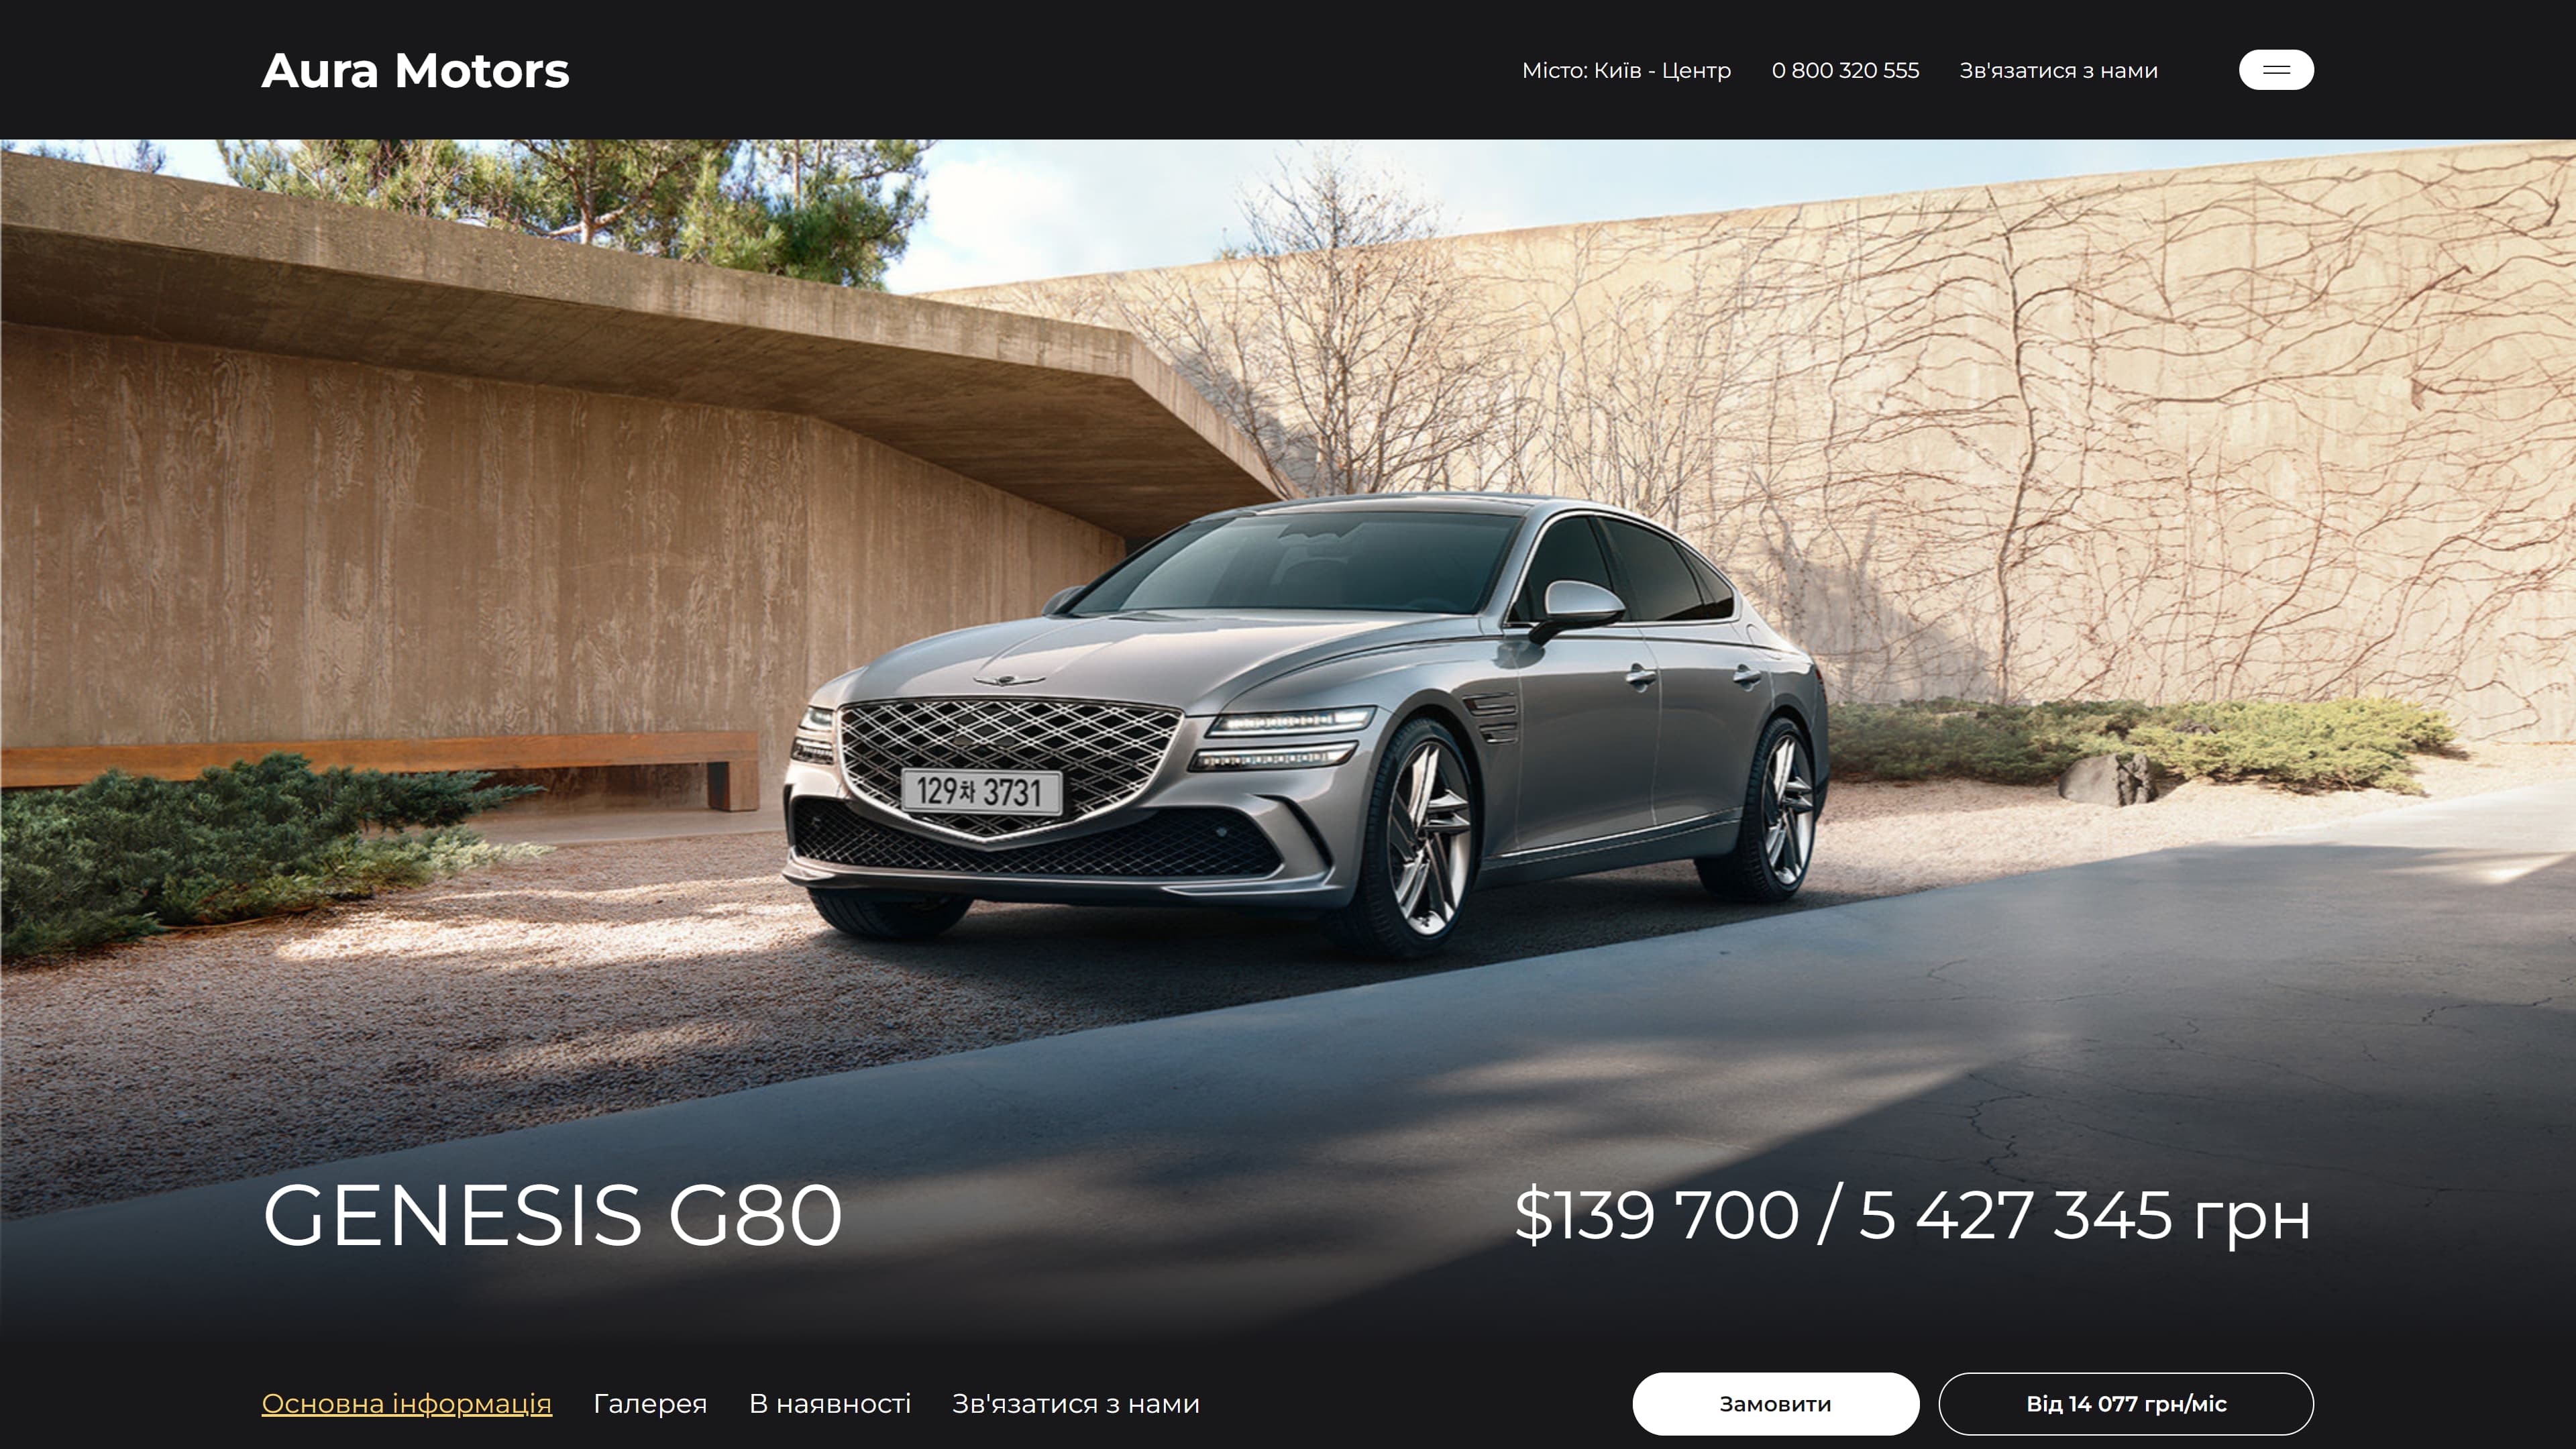 Aura Motors
Місто: Київ - Центр 0 800 320 555 Зв'язатися з нами
129차 3731
GENESIS G80
$139 700 / 5 427 345 грн
Основна інформація Галерея В наявності Зв'язатися з нами
Замовити Від 14 077 грн/міс